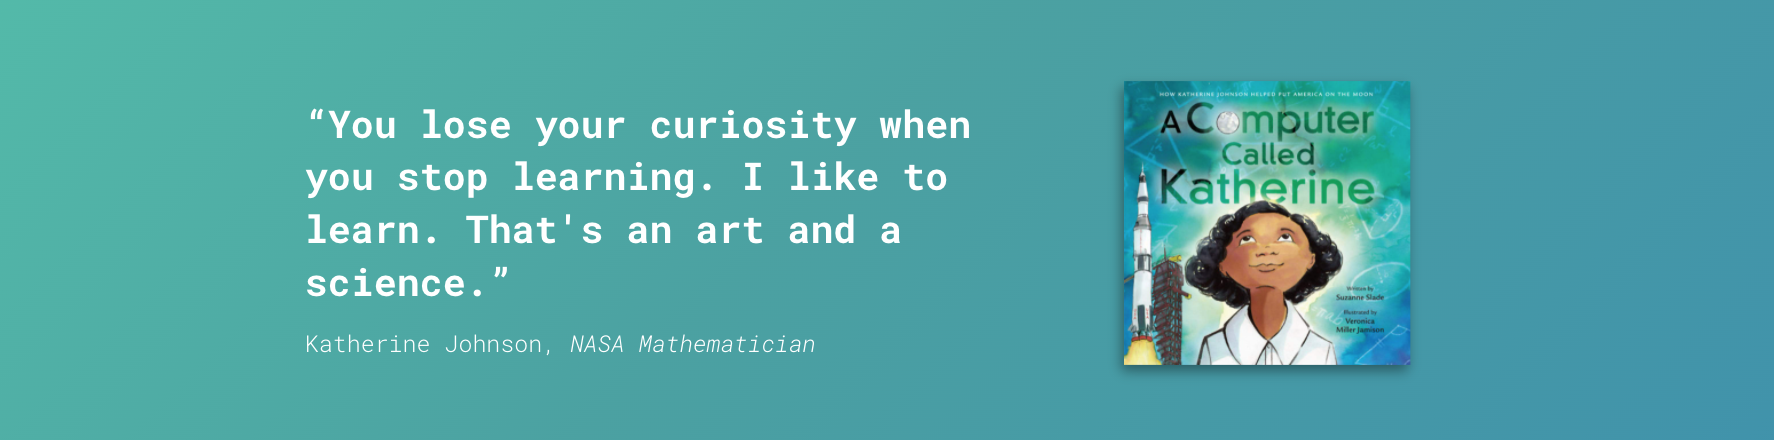 “You lose your curiosity when
you stop learning. I like to
learn. That's an art and a
science.”
Katherine Johnson, NASA Mathematician
HOW KATHERINE JOHNSON HELPED PUT AMERICA ON THE MOON
A Computer
Called
Katherine
Written by
Suzanne Slade
Illustrated by
Veronica
Miller Jamison